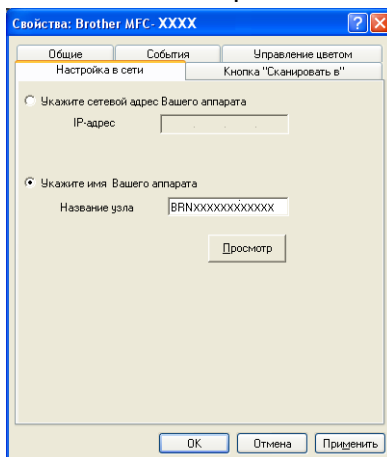 Свойства: Brother MFC-XXXX
Общие События Управление цветом
Настройка в сети Кнопка "Сканировать в"
Укажите сетевой адрес Вашего аппарата
IP-адрес
Укажите имя Вашего аппарата
Название узла BRNXXXXXXXXXXXX
Просмотр
OK Отмена Применить